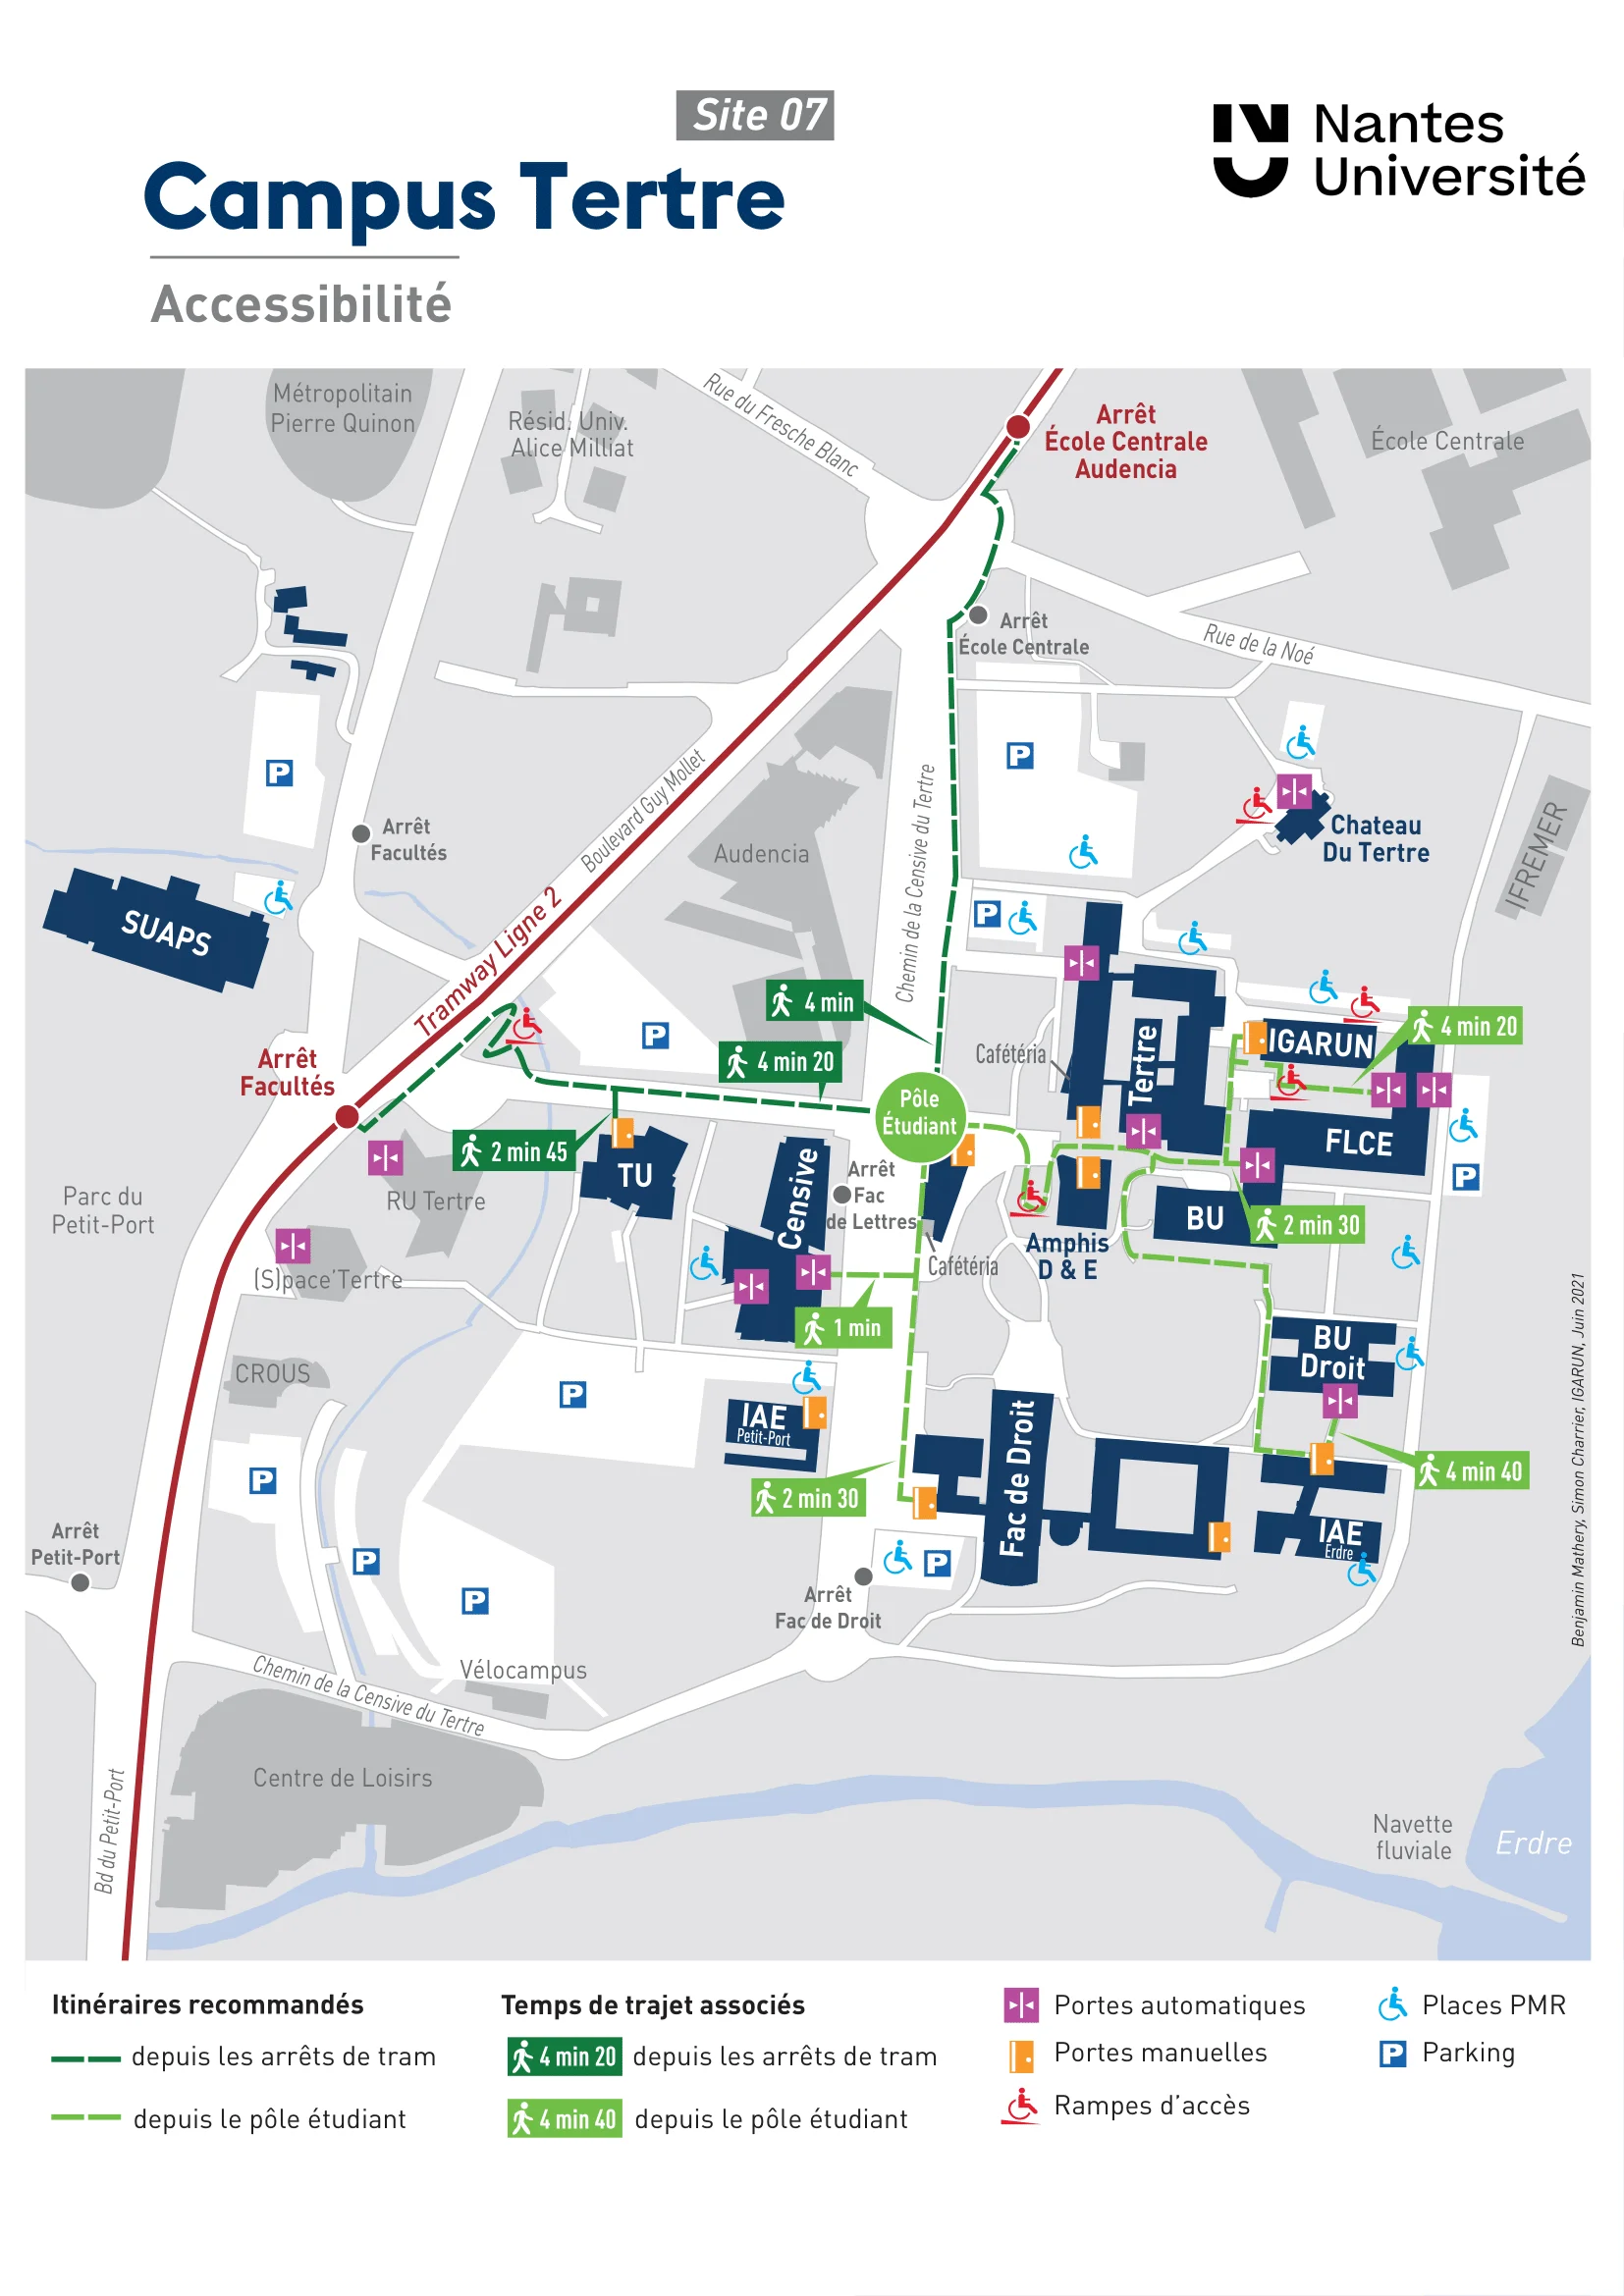 Site 07
Campus Tertre
Accessibilité
Nantes
Université
Métropolitain
Pierre Quinon
Résid. Univ.
Alice Milliat
Rue du Fresche Blanc
Arrêt
École Centrale
Audencia
École Centrale
Arrêt
École Centrale
Rue de la Noé
P
P
Arrêt
Facultés
Boulevard Guy Mollet
Audencia
Chemin de la Censive du Tertre
Chateau
Du Tertre
IFREMER
SUAPS
Tramway Ligne 2
P
P
4 min
4 min 20
Cafétéria
Tertre
IGARUN
4 min 20
Arrêt
Facultés
Pôle
Étudiant
2 min 45
TU
Censive
Arrêt
Fac
de Lettres
FLCE
P
RU Tertre
Parc du
Petit-Port
BU
2 min 30
Amphis
D & E
Cafétéria
(S)pace'Tertre
1 min
BU
Droit
CROUS
P
IAE
Petit-Port
Fac de Droit
4 min 40
P
2 min 30
IAE
Erdre
Arrêt
Petit-Port
P
P
P
Arrêt
Fac de Droit
Vélocampus
Chemin de la Censive du Tertre
Centre de Loisirs
Bd du Petit-Port
Navette
fluviale
Erdre
Benjamin Mathery, Simon Charrier, IGARUN, Juin 2021
Itinéraires recommandés
depuis les arrêts de tram
depuis le pôle étudiant
Temps de trajet associés
4 min 20 depuis les arrêts de tram
4 min 40 depuis le pôle étudiant
Portes automatiques
Portes manuelles
Rampes d'accès
Places PMR
P Parking